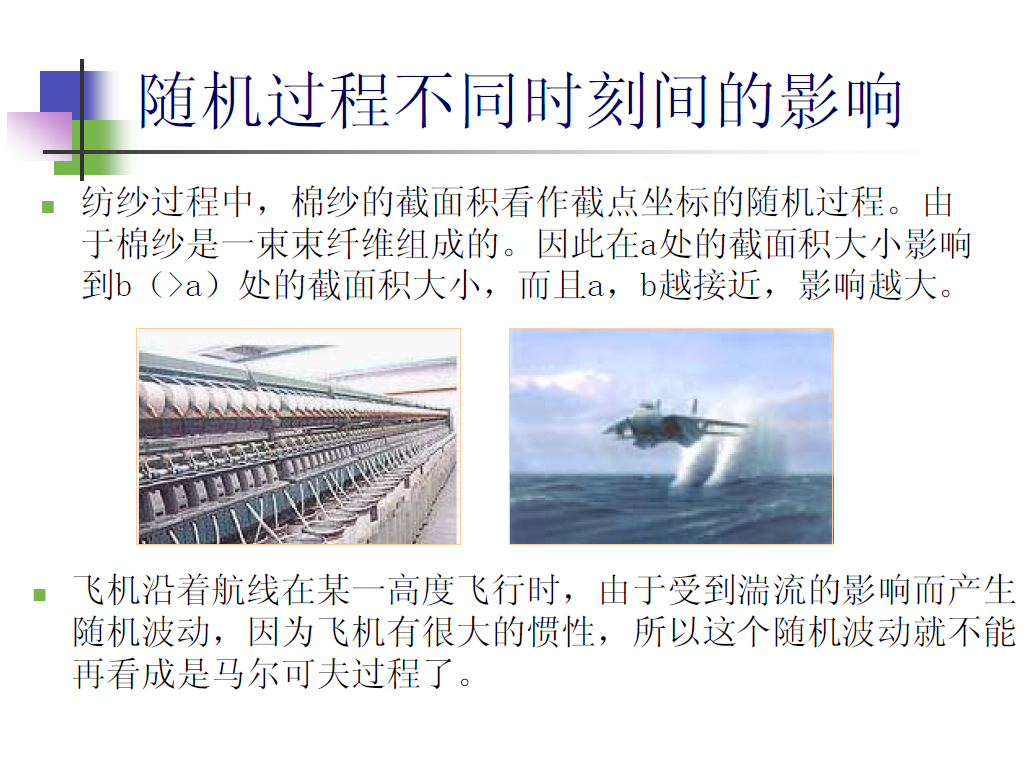 随机过程不同时刻间的影响
纺纱过程中，棉纱的截面积看作截点坐标的随机过程。由
于棉纱是一束束纤维组成的。因此在a处的截面积大小影响
到b（>a）处的截面积大小，而且a，b越接近，影响越大。
飞机沿着航线在某一高度飞行时，由于受到湍流的影响而产生
随机波动，因为飞机有很大的惯性，所以这个随机波动就不能
再看成是马尔可夫过程了。